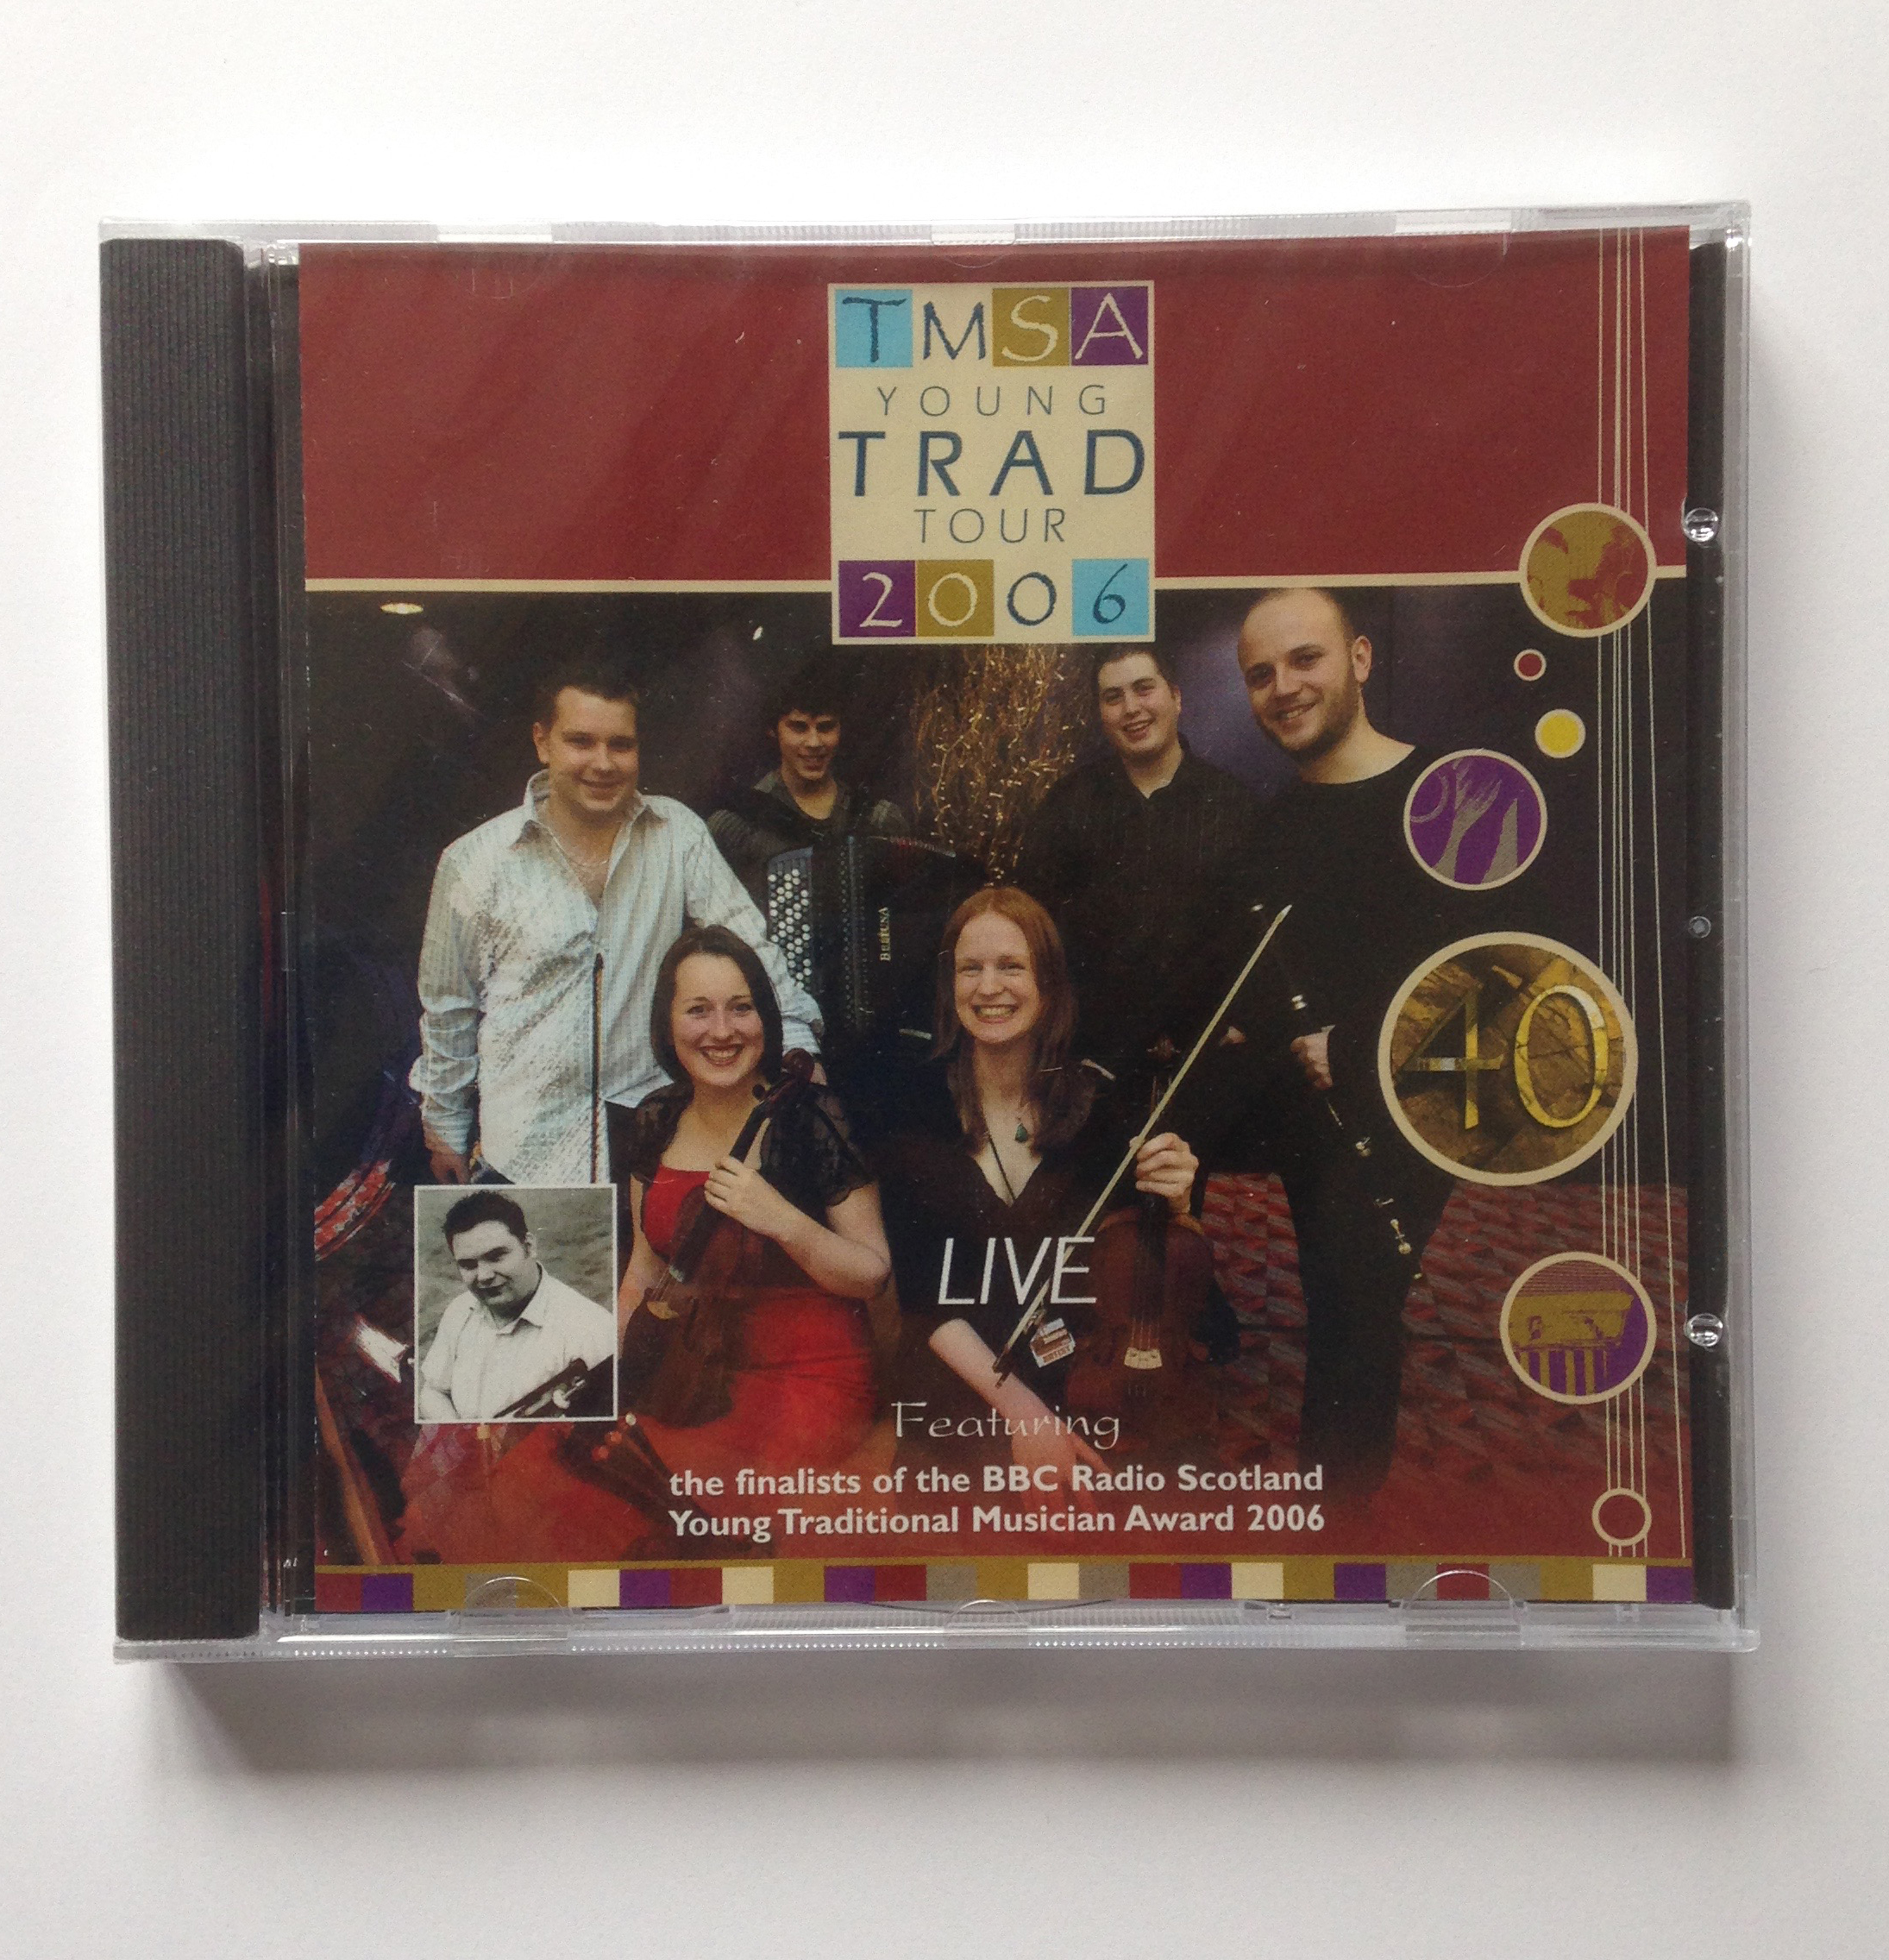 TMSA
YOUNG
TRAD
TOUR
2006
40
LIVE
Featuring
the finalists of the BBC Radio Scotland
Young Traditional Musician Award 2006